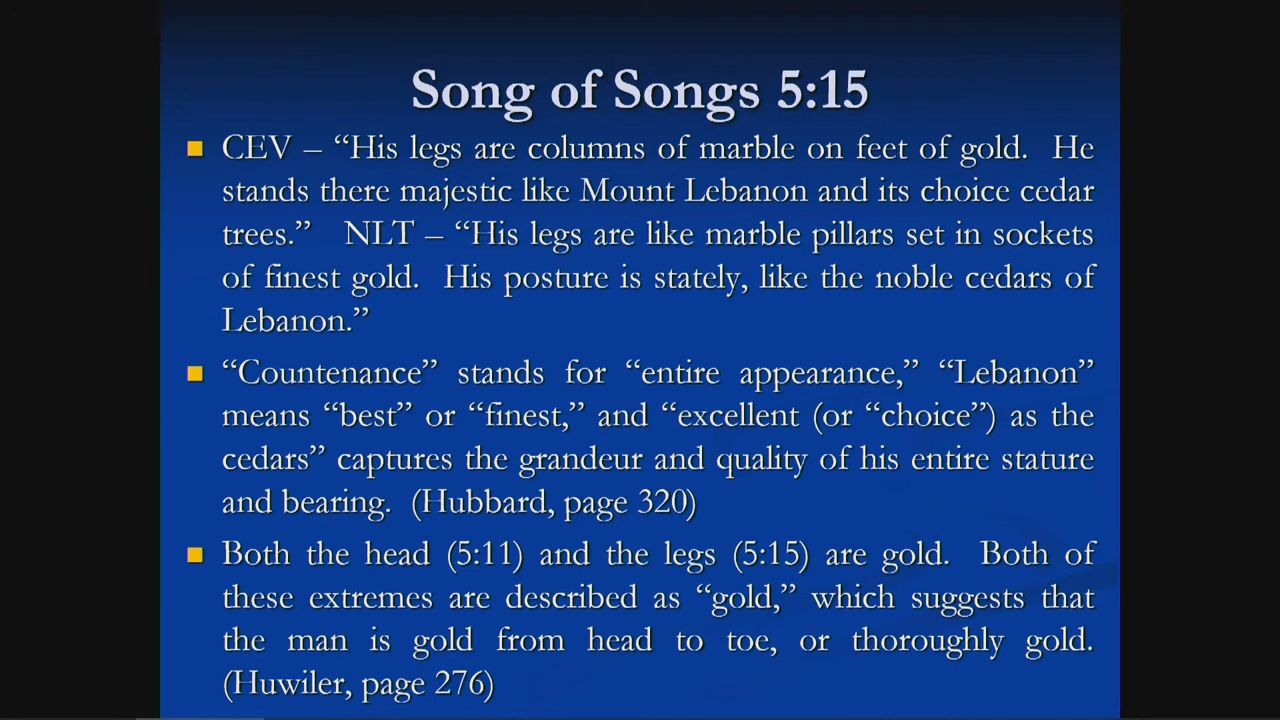 Song of Songs 5:15
CEV – “His legs are columns of marble on feet of gold.  He
stands there majestic like Mount Lebanon and its choice cedar
trees.”   NLT – “His legs are like marble pillars set in sockets
of finest gold.  His posture is stately, like the noble cedars of
Lebanon.”
“Countenance” stands for “entire appearance,” “Lebanon”
means “best” or “finest,” and “excellent (or “choice”) as the
cedars” captures the grandeur and quality of his entire stature
and bearing.  (Hubbard, page 320)
Both the head (5:11) and the legs (5:15) are gold.  Both of
these extremes are described as “gold,” which suggests that
the man is gold from head to toe, or thoroughly gold.
(Huwiler, page 276)